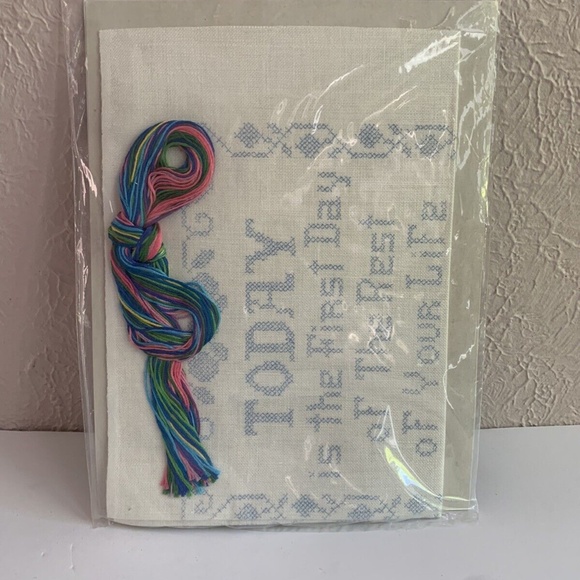 TODAY
is the First Day
of The Rest
of Your Life